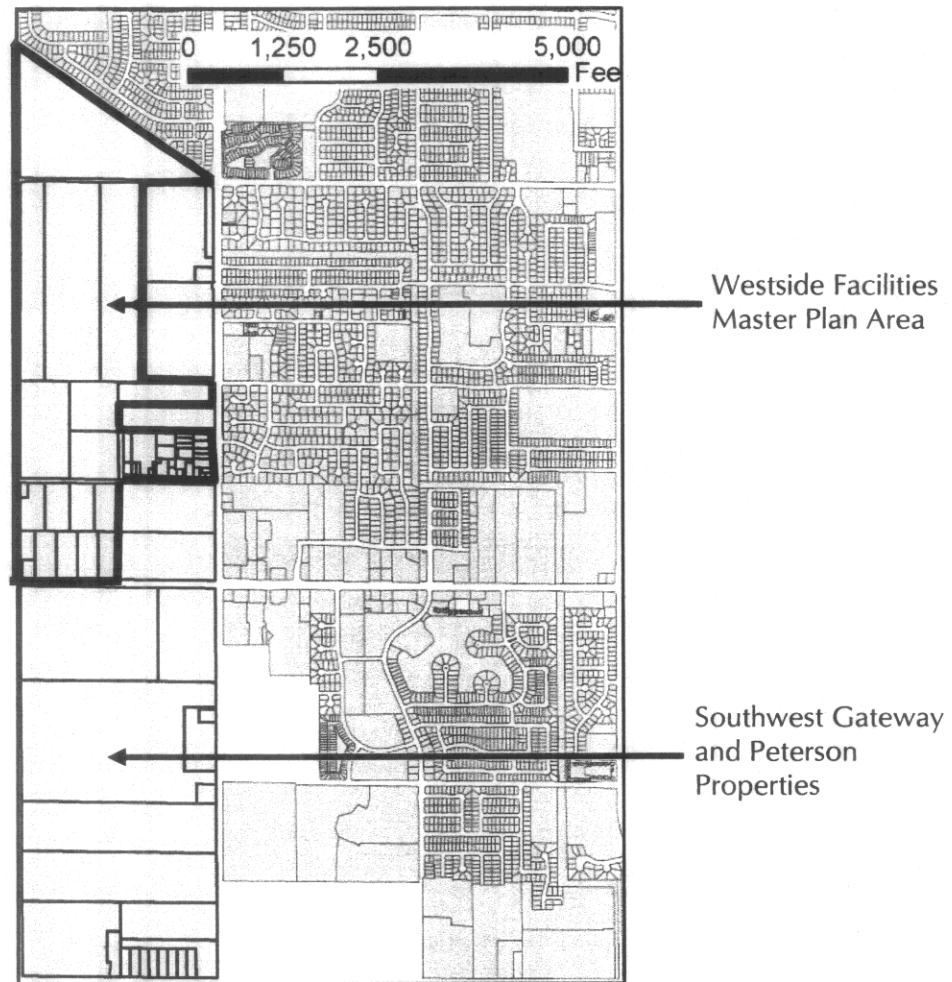 0 1,250 2,500 5,000
Fee
Westside Facilities
Master Plan Area
Southwest Gateway
and Peterson
Properties